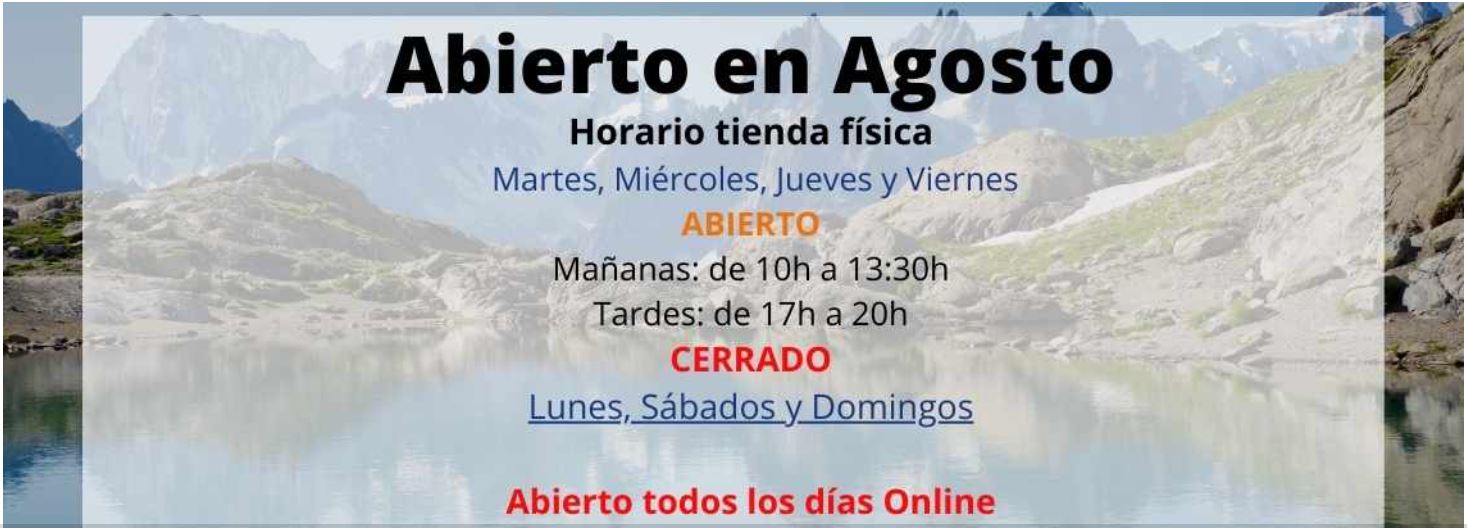 Abierto en Agosto
Horario tienda física
Martes, Miércoles, Jueves y Viernes
ABIERTO
Mañanas: de 10h a 13:30h
Tardes: de 17h a 20h
CERRADO
Lunes, Sábados y Domingos
Abierto todos los días Online